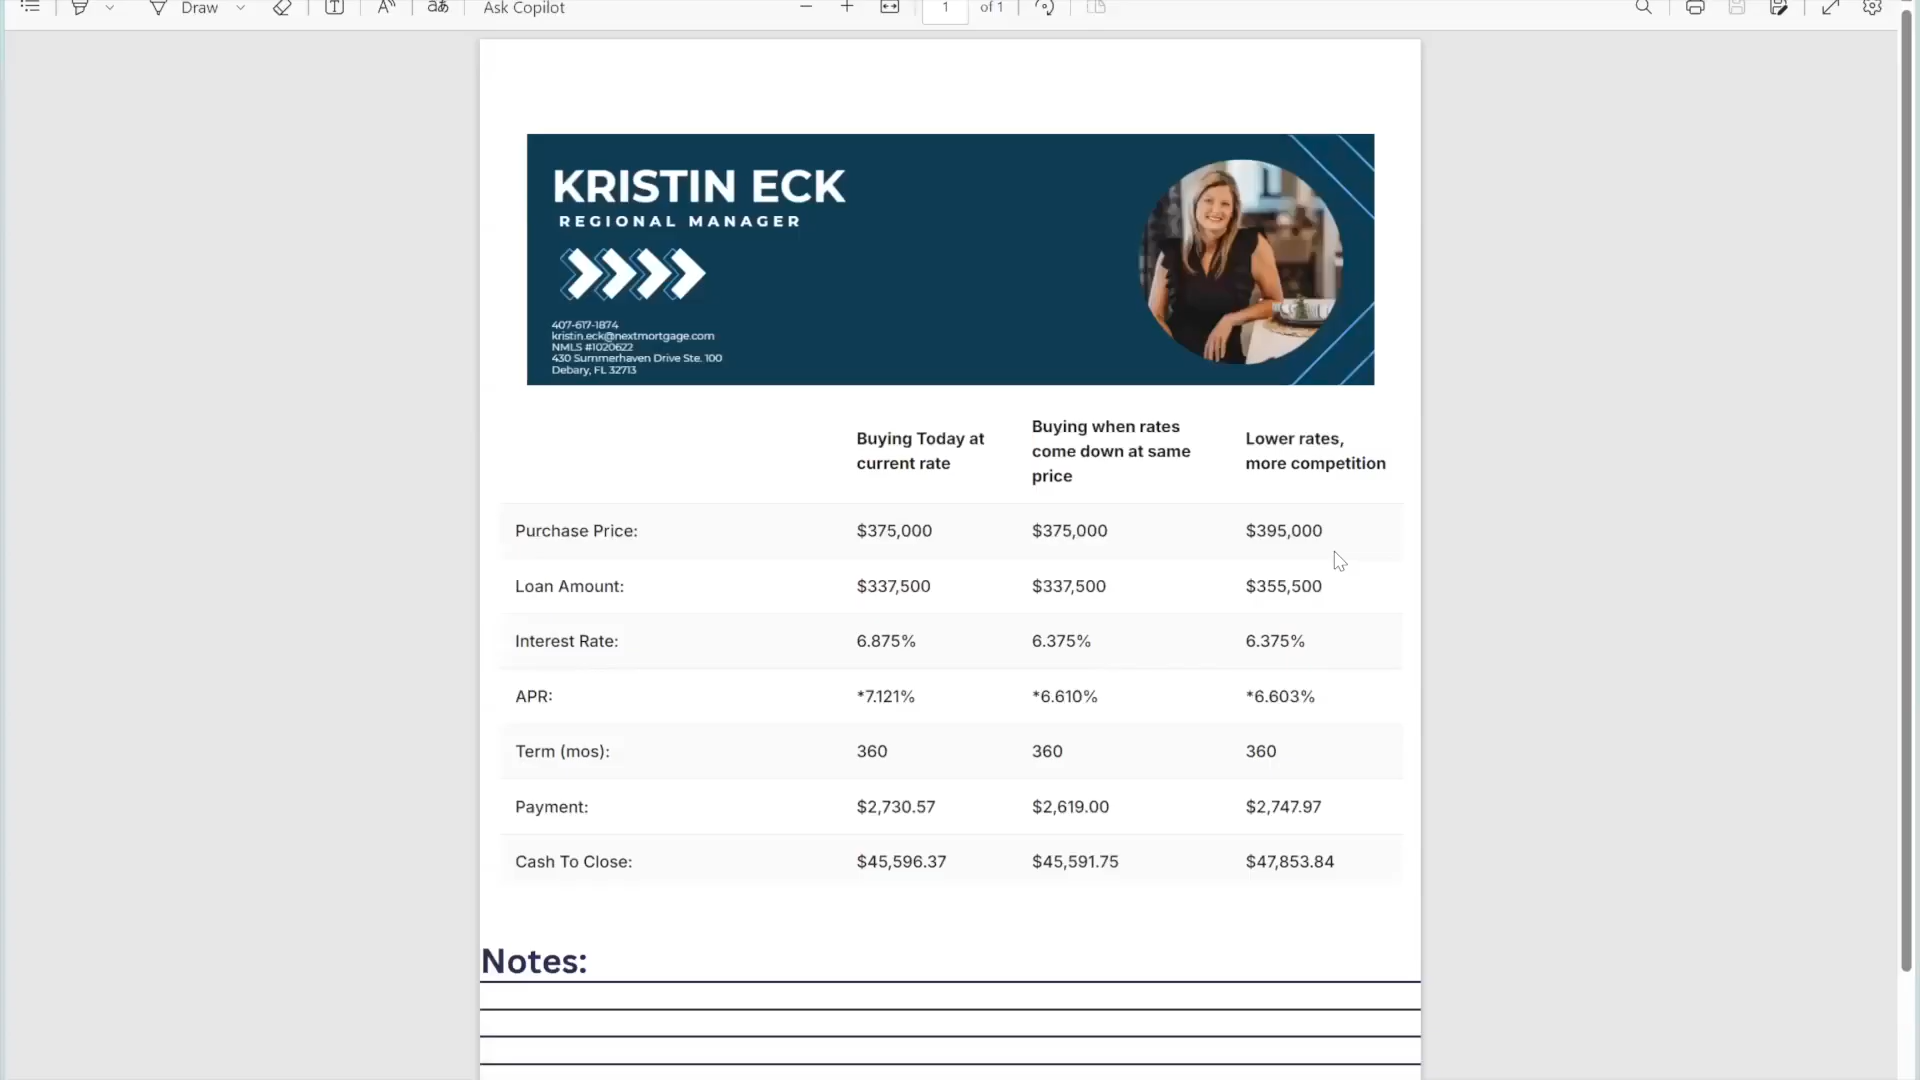 Draw
Ask Copilot
1 of 1
KRISTIN ECK
REGIONAL MANAGER
407-617-1874
kristin.eck@nextmortgage.com
NMLS #1020622
430 Summerhaven Drive Ste. 100
Debary, FL 32713
Buying Today at current rate
Buying when rates come down at same price
Lower rates, more competition
Purchase Price: $375,000 $375,000 $395,000
Loan Amount: $337,500 $337,500 $355,500
Interest Rate: 6.875% 6.375% 6.375%
APR: *7.121% *6.610% *6.603%
Term (mos): 360 360 360
Payment: $2,730.57 $2,619.00 $2,747.97
Cash To Close: $45,596.37 $45,591.75 $47,853.84
Notes: